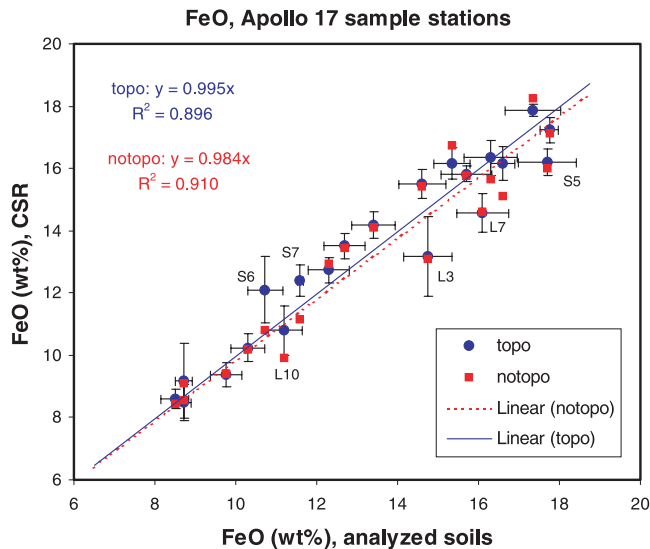 FeO, Apollo 17 sample stations
20
18
16
14
12
10
8
6
FeO (wt%), CSR
topo: y = 0.995x
R² = 0.896
notopo: y = 0.984x
R² = 0.910
S5
L7
S7
L3
S6
L10
topo
notopo
Linear (notopo)
Linear (topo)
6 8 10 12 14 16 18 20
FeO (wt%), analyzed soils